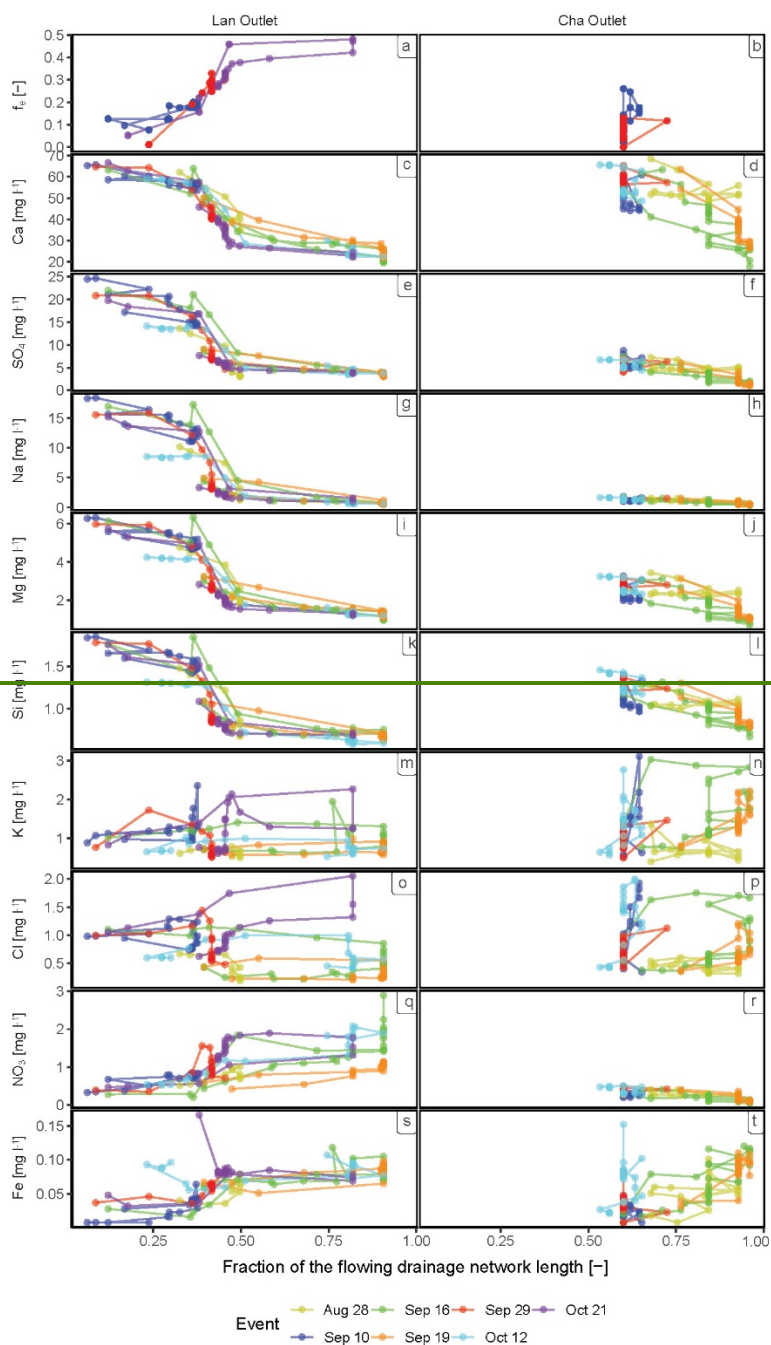 Lan Outlet Cha Outlet
a b
0.5
0.4
0.3
0.2
0.1
0.0
fe [–]
c d
70
60
50
40
30
20
Ca [mg l-1]
e f
25
20
15
10
5
0
SO4 [mg l-1]
g h
15
10
5
0
Na [mg l-1]
i j
6
4
2
Mg [mg l-1]
k l
1.5
1.0
Si [mg l-1]
m n
3
2
1
K [mg l-1]
o p
2.0
1.5
1.0
0.5
Cl [mg l-1]
q r
3
2
1
0
NO3 [mg l-1]
s t
0.15
0.10
0.05
Fe [mg l-1]
0.25 0.50 0.75 1.00 0.25 0.50 0.75 1.00
Fraction of the flowing drainage network length [–]
Event
Aug 28 Sep 16 Sep 29 Oct 21
Sep 10 Sep 19 Oct 12